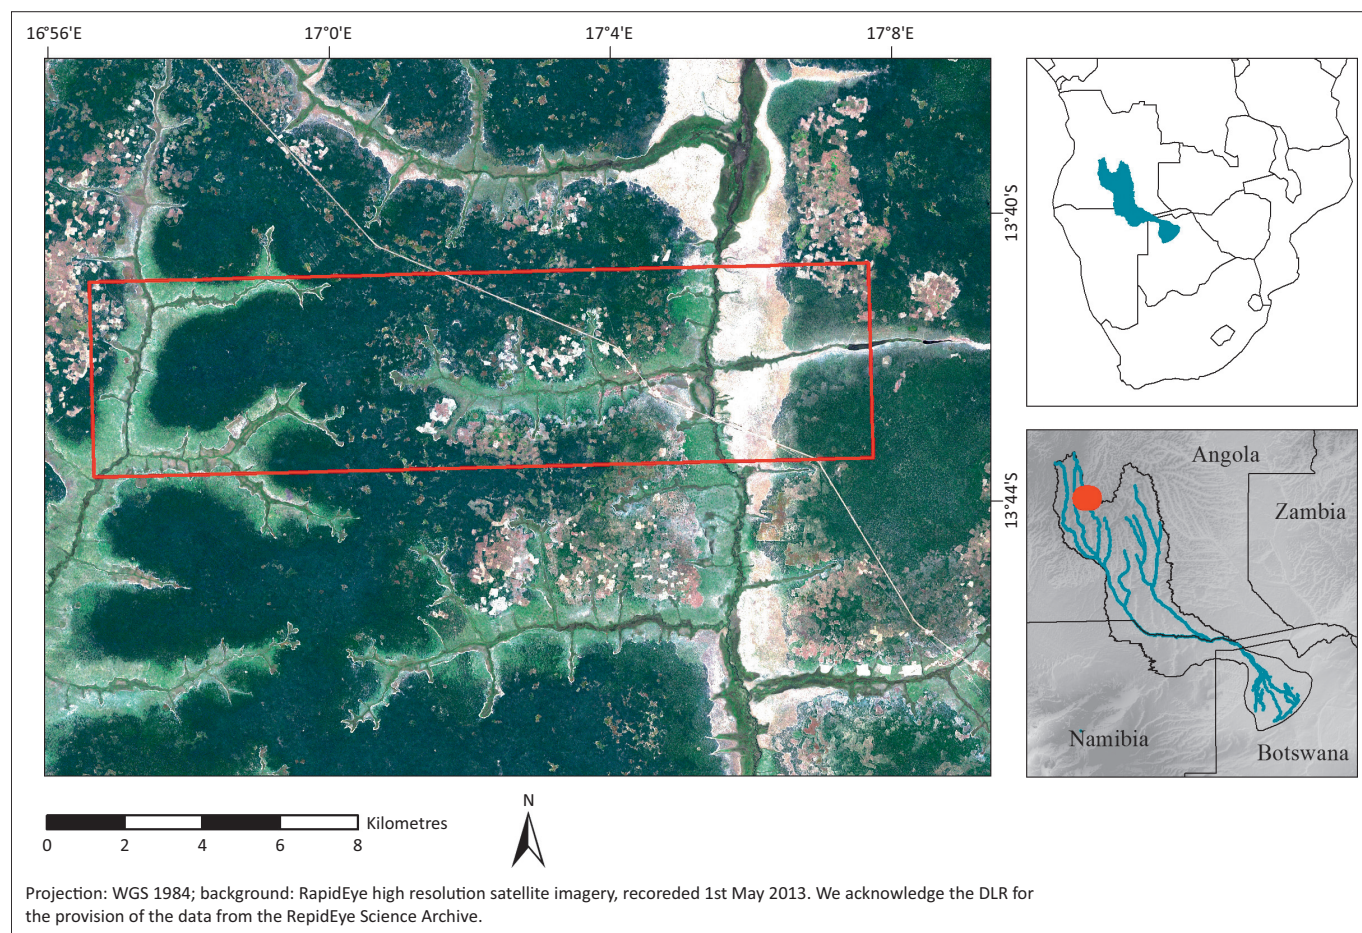 16°56'E
17°0'E
17°4'E
17°8'E
13°40'S
13°44'S
Angola
Zambia
Namibia
Botswana
Kilometres
0 2 4 6 8
N
Projection: WGS 1984; background: RapidEye high resolution satellite imagery, recoreded 1st May 2013. We acknowledge the DLR for
the provision of the data from the RepidEye Science Archive.